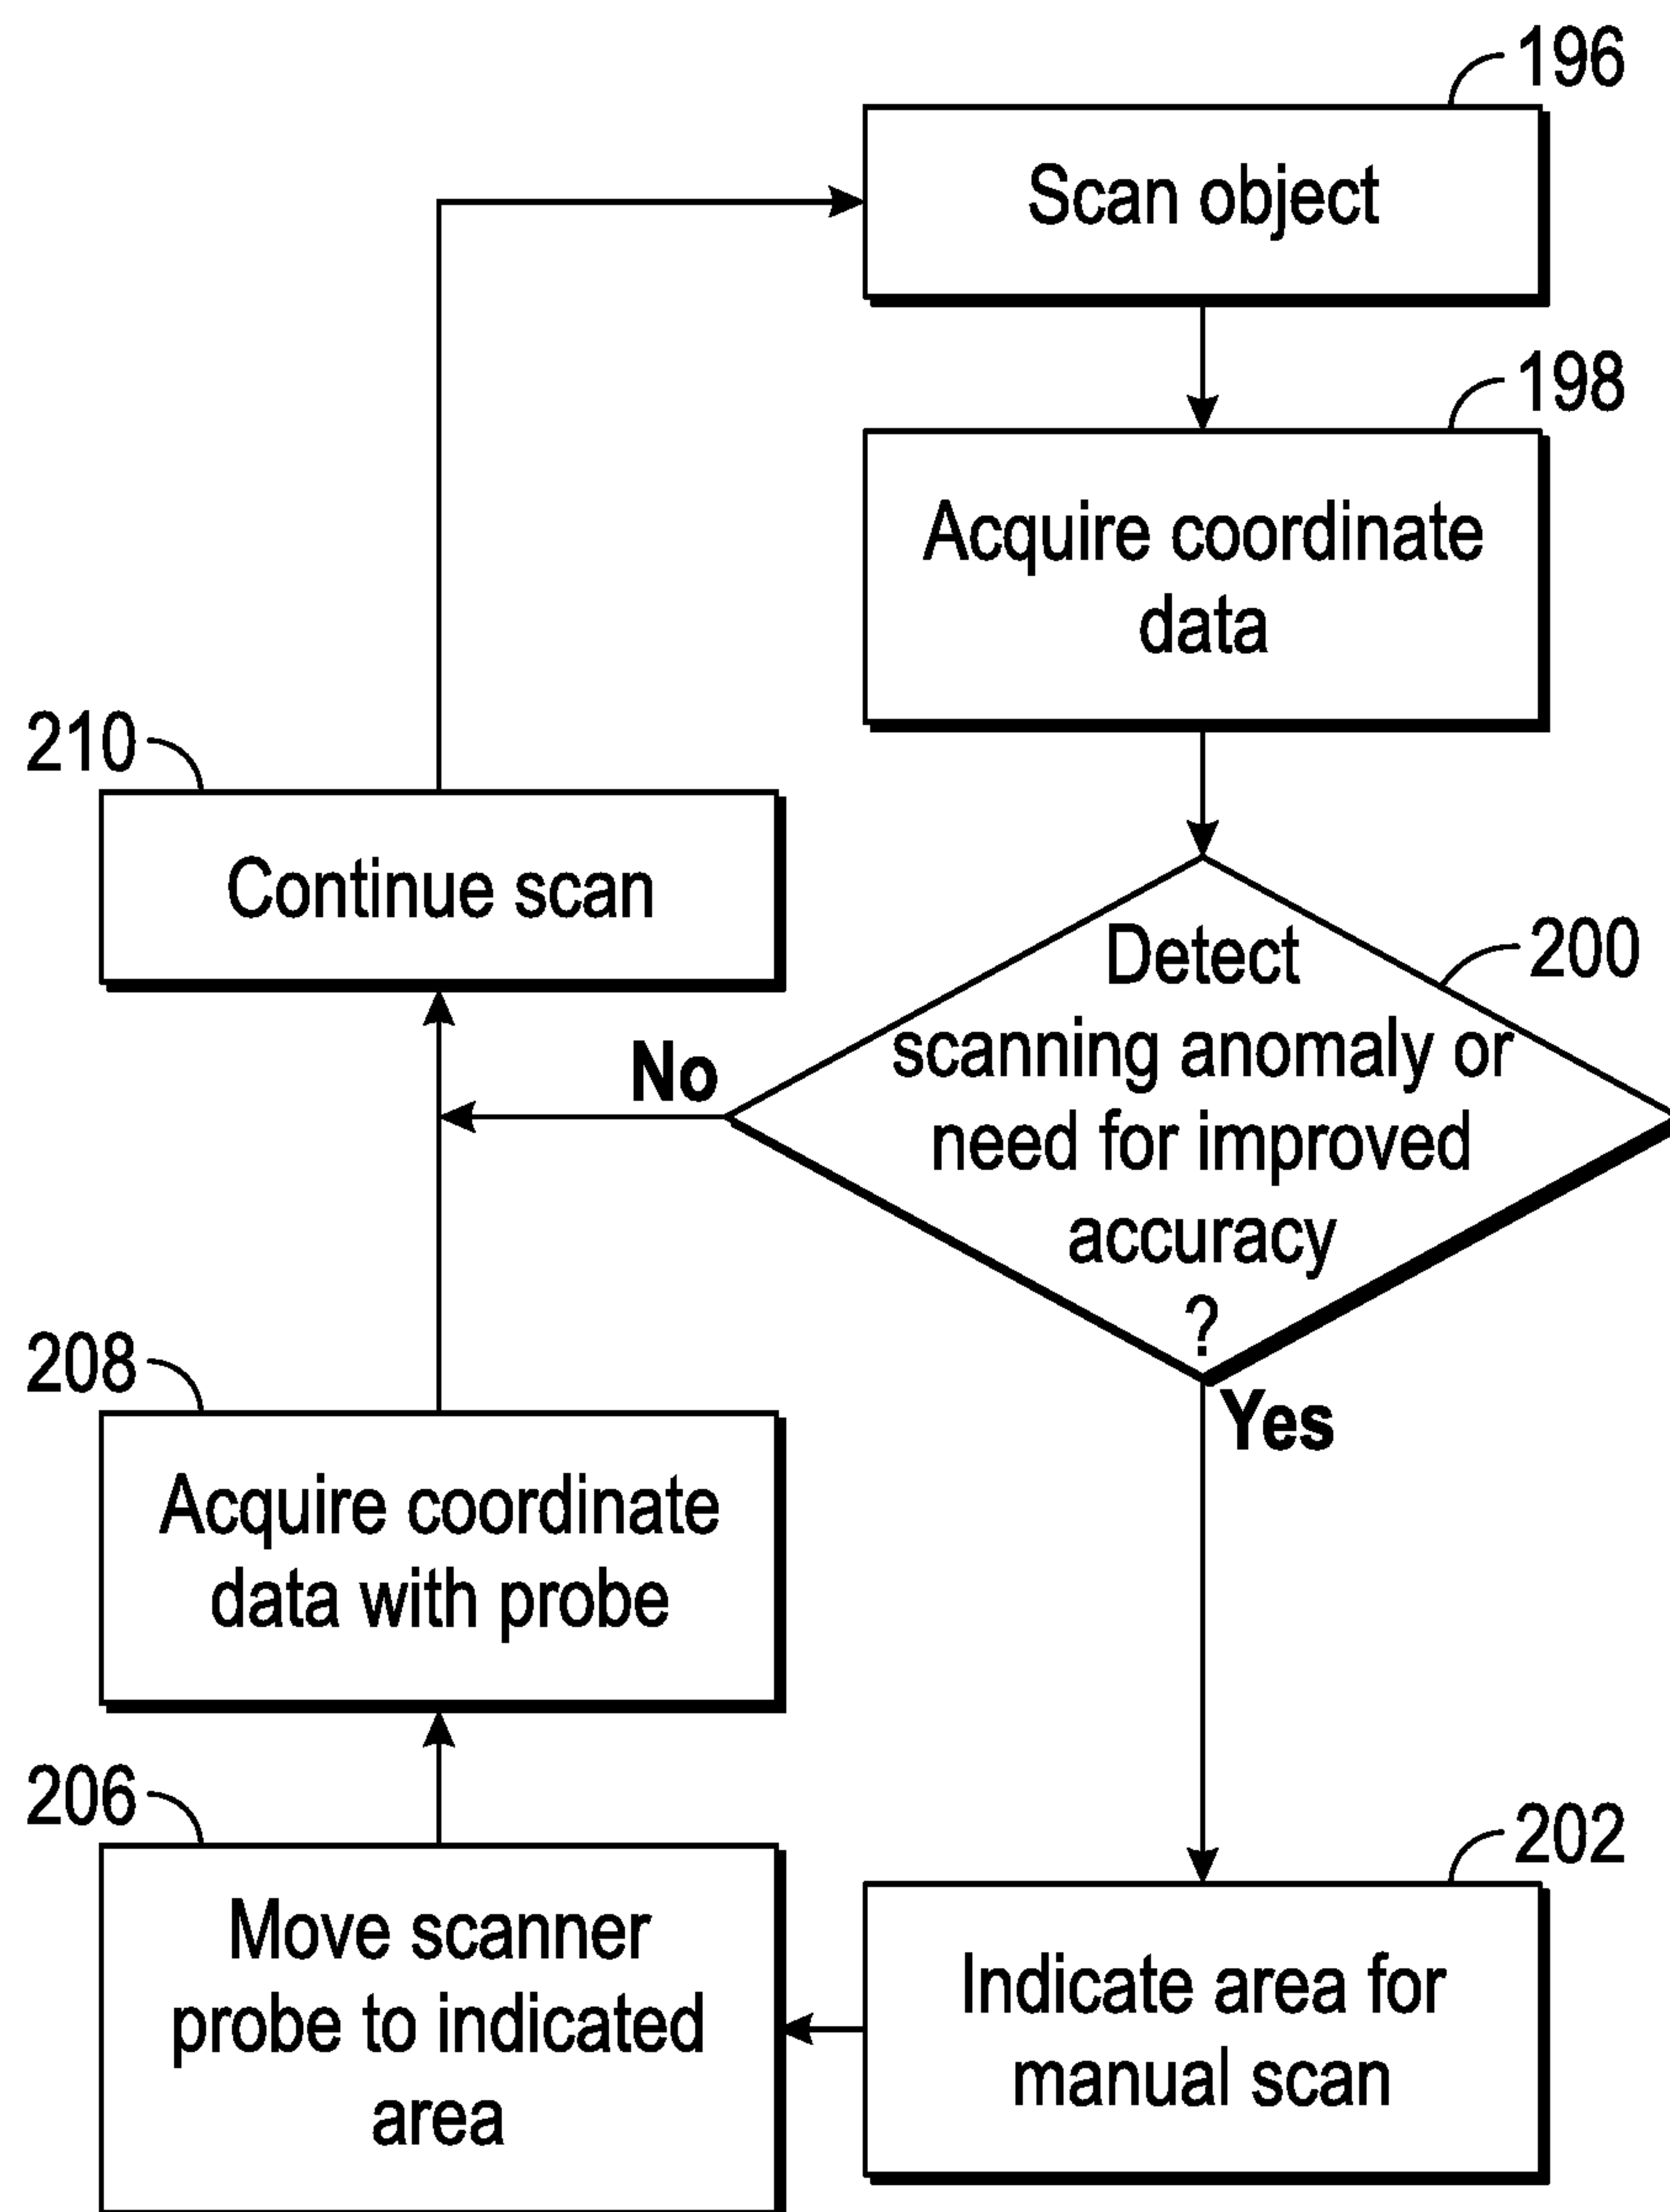 196
Scan object
198
Acquire coordinate
data
210
Continue scan
200
Detect
scanning anomaly or
need for improved
accuracy
?
No
Yes
208
Acquire coordinate
data with probe
206
Move scanner
probe to indicated
area
202
Indicate area for
manual scan